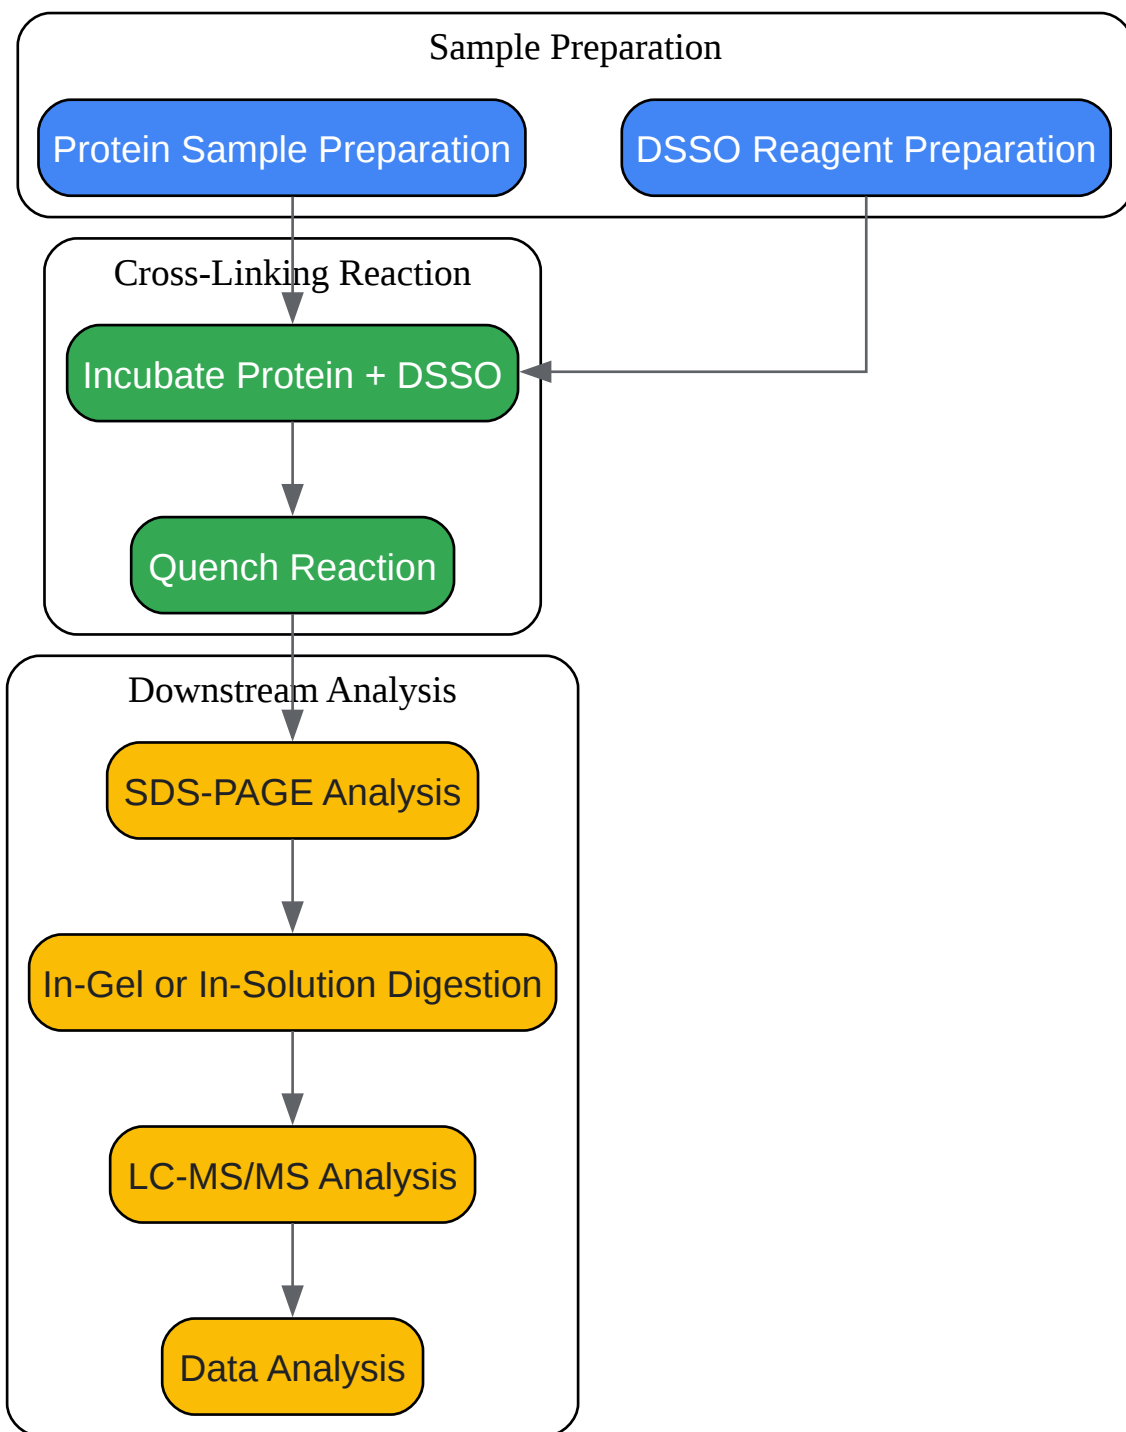 Sample Preparation
Protein Sample Preparation
DSSO Reagent Preparation
Cross-Linking Reaction
Incubate Protein + DSSO
Quench Reaction
Downstream Analysis
SDS-PAGE Analysis
In-Gel or In-Solution Digestion
LC-MS/MS Analysis
Data Analysis